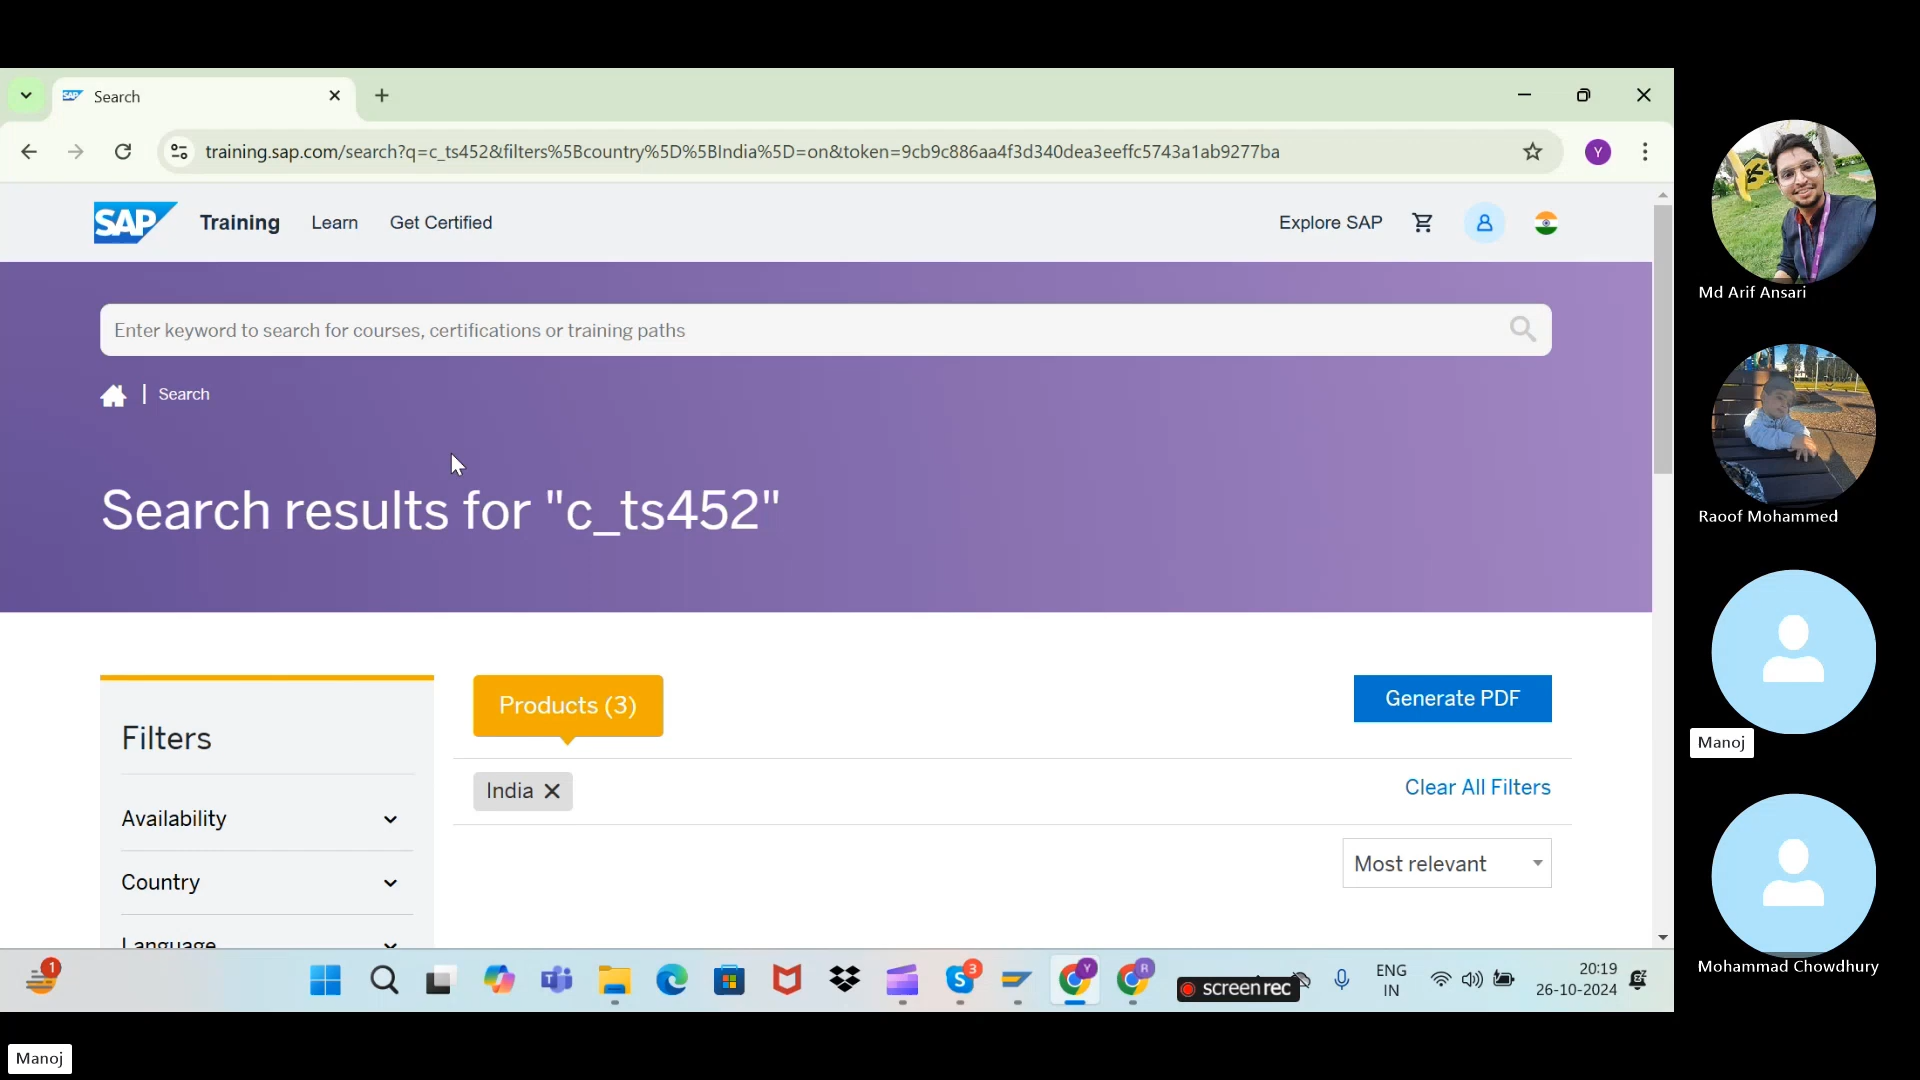 Search
training.sap.com/search?q=c_ts452&filters%5Bcountry%5D%5BIndia%5D=on&token=9cb9c886aa4f3d340dea3eeffc5743a1ab9277ba
Y
SAP Training Learn Get Certified Explore SAP
Enter keyword to search for courses, certifications or training paths
Search
Search results for "c_ts452"
Products (3)
Generate PDF
Filters
India
Clear All Filters
Availability
Most relevant
Country
Language
1
3
Y
R
screenrec
ENG
IN
20:19
26-10-2024
Md Arif Ansari
Raoof Mohammed
Manoj
Mohammad Chowdhury
Manoj